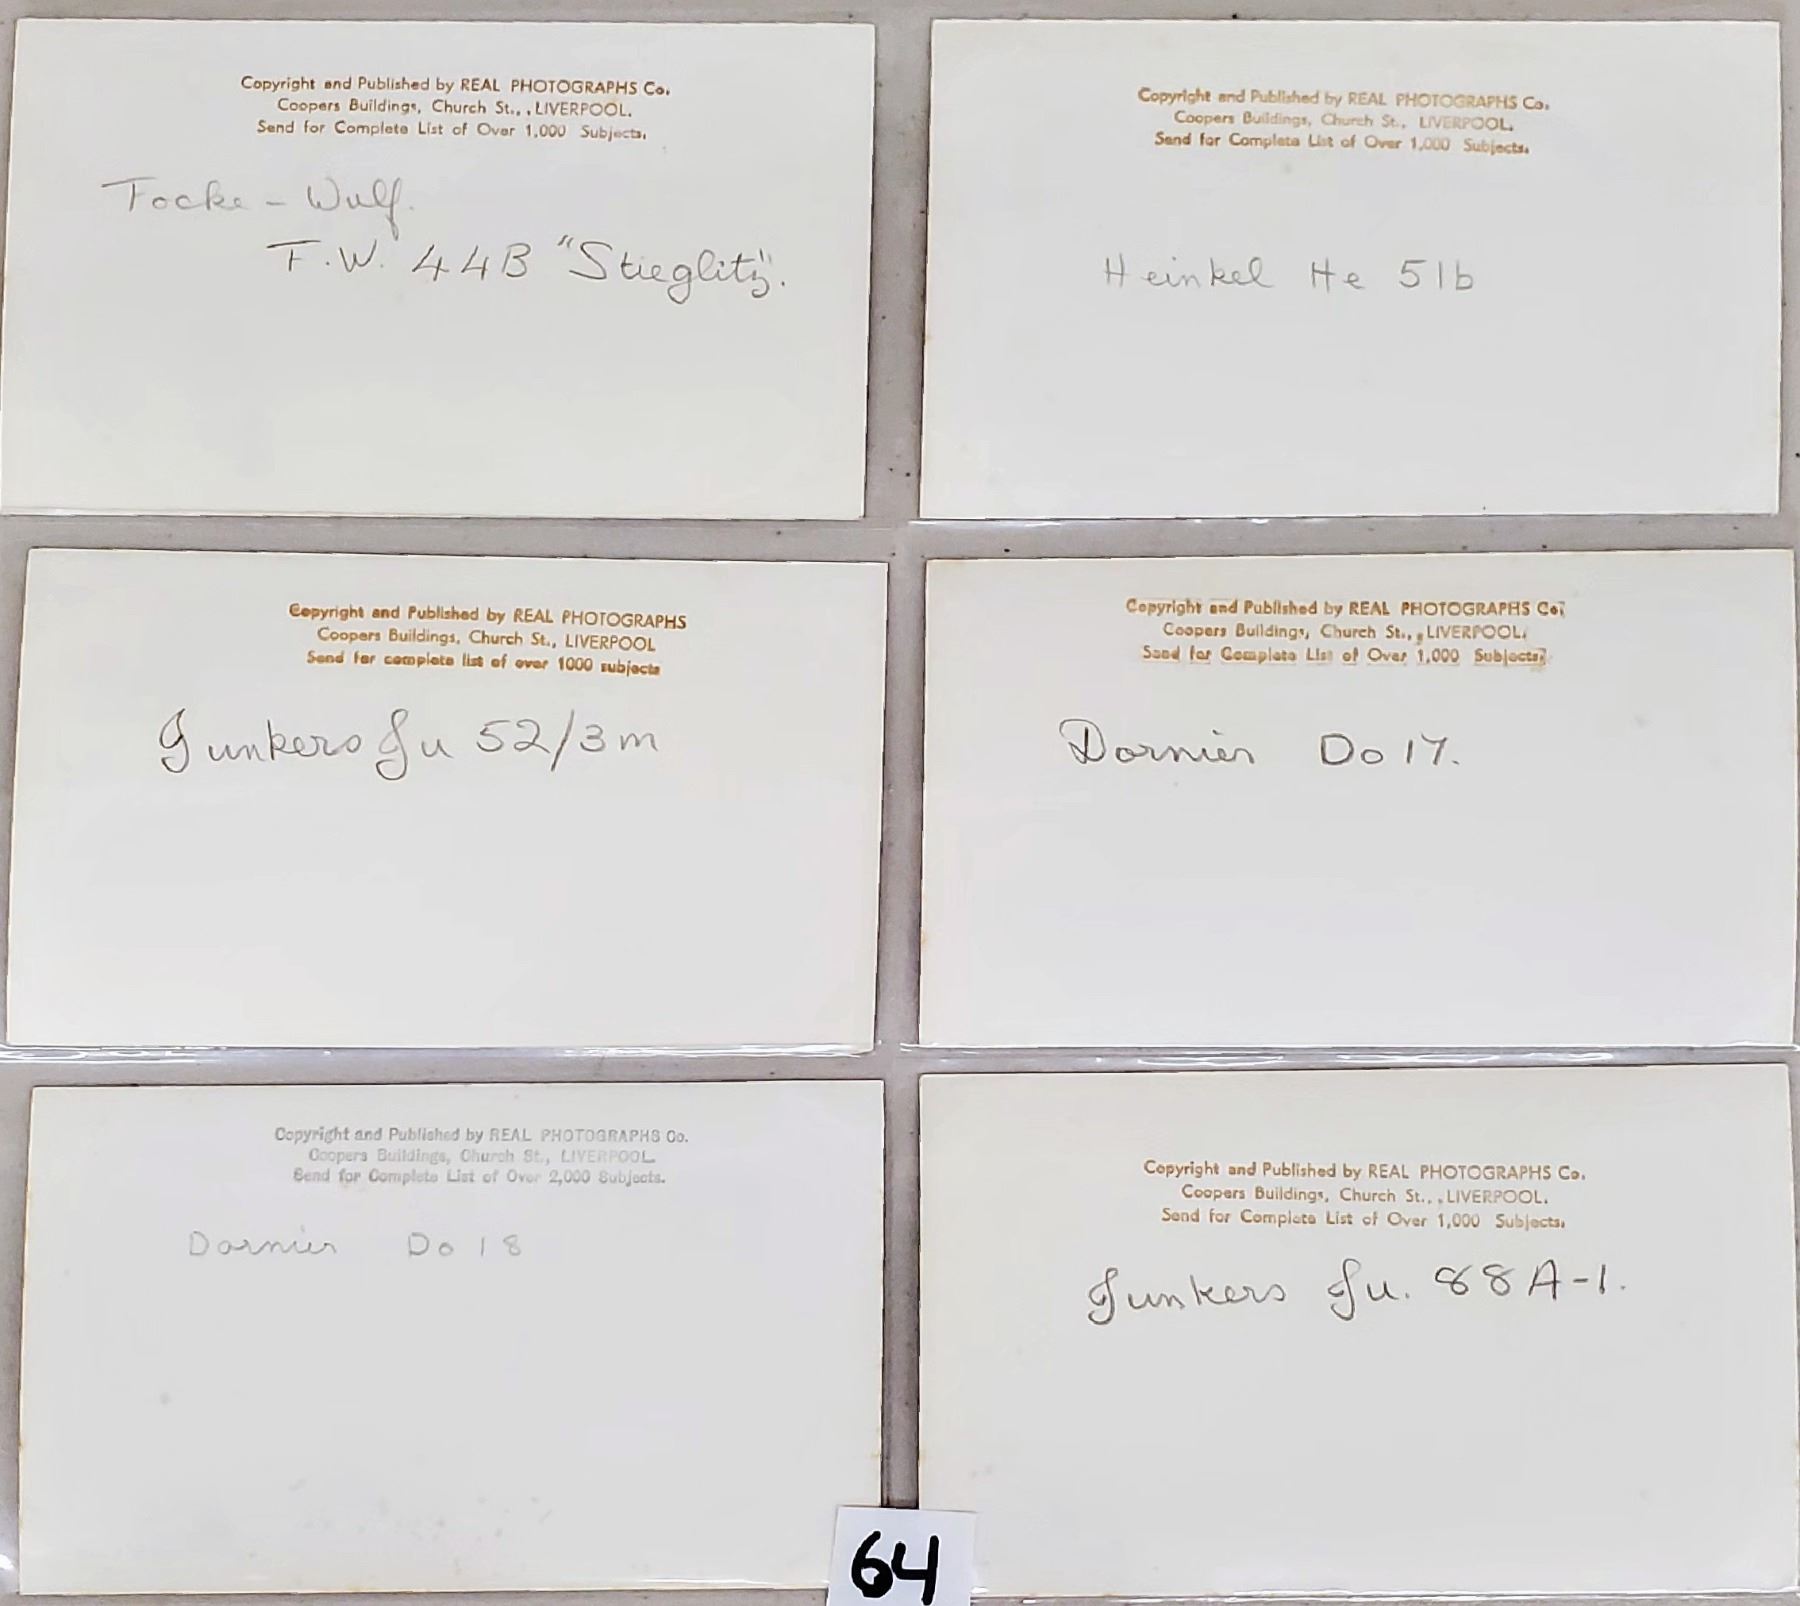 Copyright and Published by REAL PHOTOGRAPHS Co.
Coopers Buildings, Church St., . LIVERPOOL.
Send for Complete List of Over 1,000 Subjects.
Focke - Wulf.
F.W. 44B "Stieglitz".
Copyright and Published by REAL PHOTOGRAPHS Co.
Coopers Buildings, Church St., LIVERPOOL.
Send for Complete List of Over 1,000 Subjects.
Heinkel He 51b
Copyright and Published by REAL PHOTOGRAPHS
Coopers Buildings, Church St., LIVERPOOL
Send for complete list of over 1000 subjects
Junkers Ju 52/3m
Copyright and Published by REAL PHOTOGRAPHS Co.
Coopers Buildings, Church St., . LIVERPOOL.
Send for Complete List of Over 1,000 Subjects.
Dornier Do 17.
Copyright and Published by REAL PHOTOGRAPHS Co.
Coopers Buildings, Church St., LIVERPOOL.
Send for Complete List of Over 2,000 Subjects.
Dornier Do 18
Copyright and Published by REAL PHOTOGRAPHS Co.
Coopers Buildings, Church St., . LIVERPOOL.
Send for Complete List of Over 1,000 Subjects.
Junkers Ju. 88A-1.
64